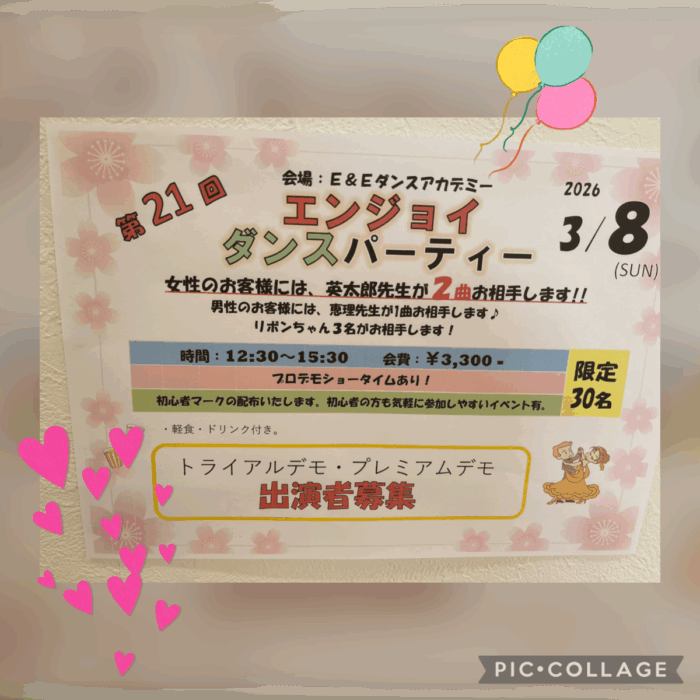 第21回
会場：E&Eダンスアカデミー
エンジョイ
ダンスパーティー
2026
3/8
(SUN)
女性のお客様には、英太郎先生が2曲お相手します!!
男性のお客様には、恵理先生が1曲お相手します♪
リボンちゃん3名がお相手します！
時間：12:30～15:30　会費：￥3,300-
プロデモショータイムあり！
初心者マークの配布いたします。初心者の方も気軽に参加しやすいイベント有。
限定
30名
・軽食・ドリンク付き。
トライアルデモ・プレミアムデモ
出演者募集
PIC•COLLAGE